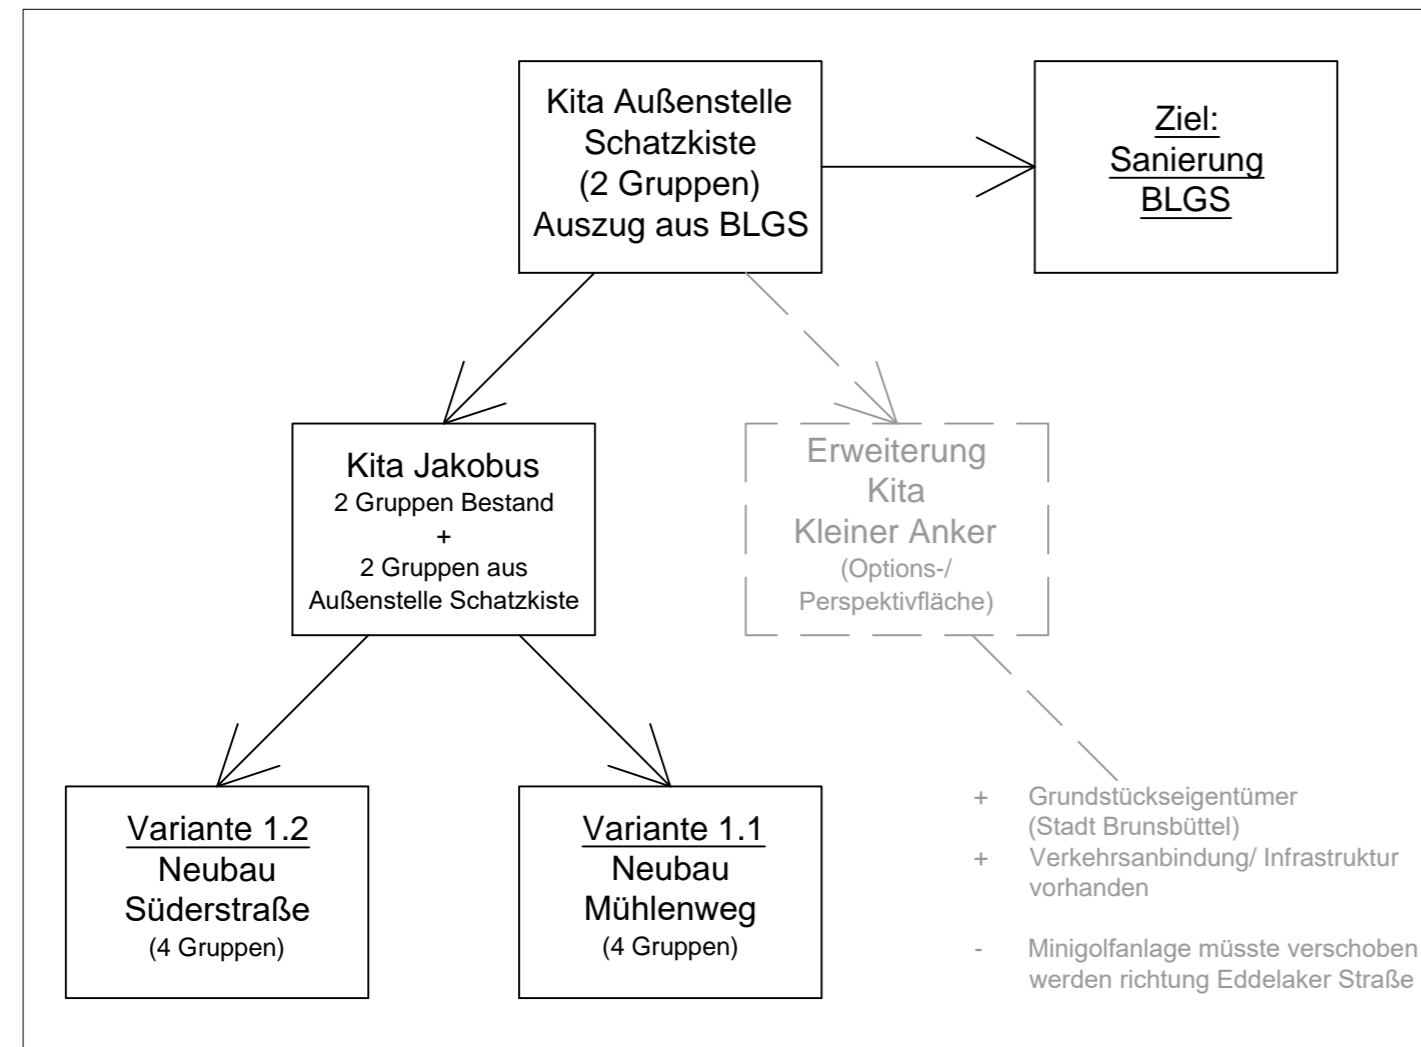 Kita Außenstelle
Schatzkiste
(2 Gruppen)
Auszug aus BLGS
Ziel:
Sanierung
BLGS
Kita Jakobus
2 Gruppen Bestand
+
2 Gruppen aus
Außenstelle Schatzkiste
Erweiterung
Kita
Kleiner Anker
(Options-/
Perspektivfläche)
Variante 1.2
Neubau
Süderstraße
(4 Gruppen)
Variante 1.1
Neubau
Mühlenweg
(4 Gruppen)
+ Grundstückseigentümer
(Stadt Brunsbüttel)
+ Verkehrsanbindung/ Infrastruktur
vorhanden
- Minigolfanlage müsste verschoben
werden richtung Eddelaker Straße